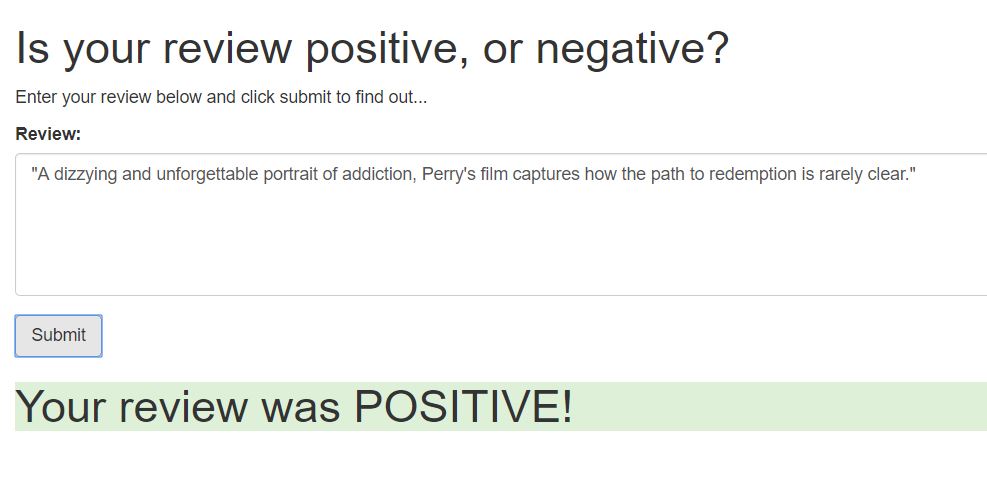 Is your review positive, or negative?
Enter your review below and click submit to find out...
Review:
"A dizzying and unforgettable portrait of addiction, Perry's film captures how the path to redemption is rarely clear."
Submit
Your review was POSITIVE!